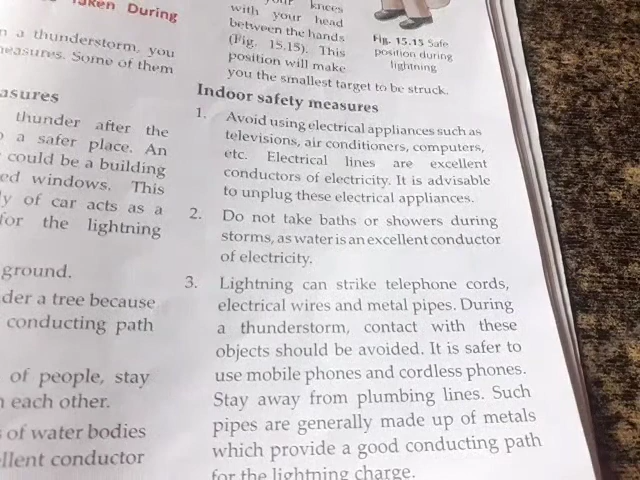 Taken During
n a thunderstorm, you
measures. Some of them
asures
thunder after the
a safer place. An
could be a building
ed windows. This
y of car acts as a
for the lightning
ground.
der a tree because
conducting path
of people, stay
each other.
of water bodies
llent conductor
your knees
with your head
between the hands
(Fig. 15.15). This
position will make
you the smallest target to be struck.
Fig. 15.15 Safe
position during
lightning
Indoor safety measures
1. Avoid using electrical appliances such as
televisions, air conditioners, computers,
etc. Electrical lines are excellent
conductors of electricity. It is advisable
to unplug these electrical appliances.
2. Do not take baths or showers during
storms, as water is an excellent conductor
of electricity.
3. Lightning can strike telephone cords,
electrical wires and metal pipes. During
a thunderstorm, contact with these
objects should be avoided. It is safer to
use mobile phones and cordless phones.
Stay away from plumbing lines. Such
pipes are generally made up of metals
which provide a good conducting path
for the lightning charge.